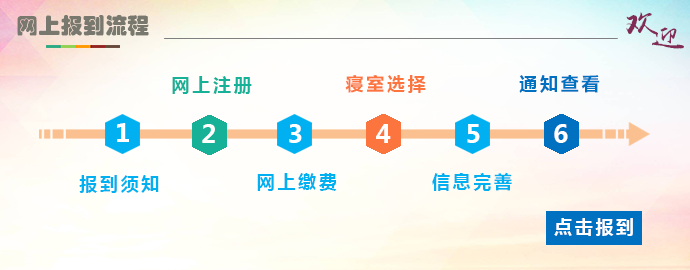 网上报到流程
欢迎
网上注册
寝室选择
通知查看
1 2 3 4 5 6
报到须知
网上缴费
信息完善
点击报到